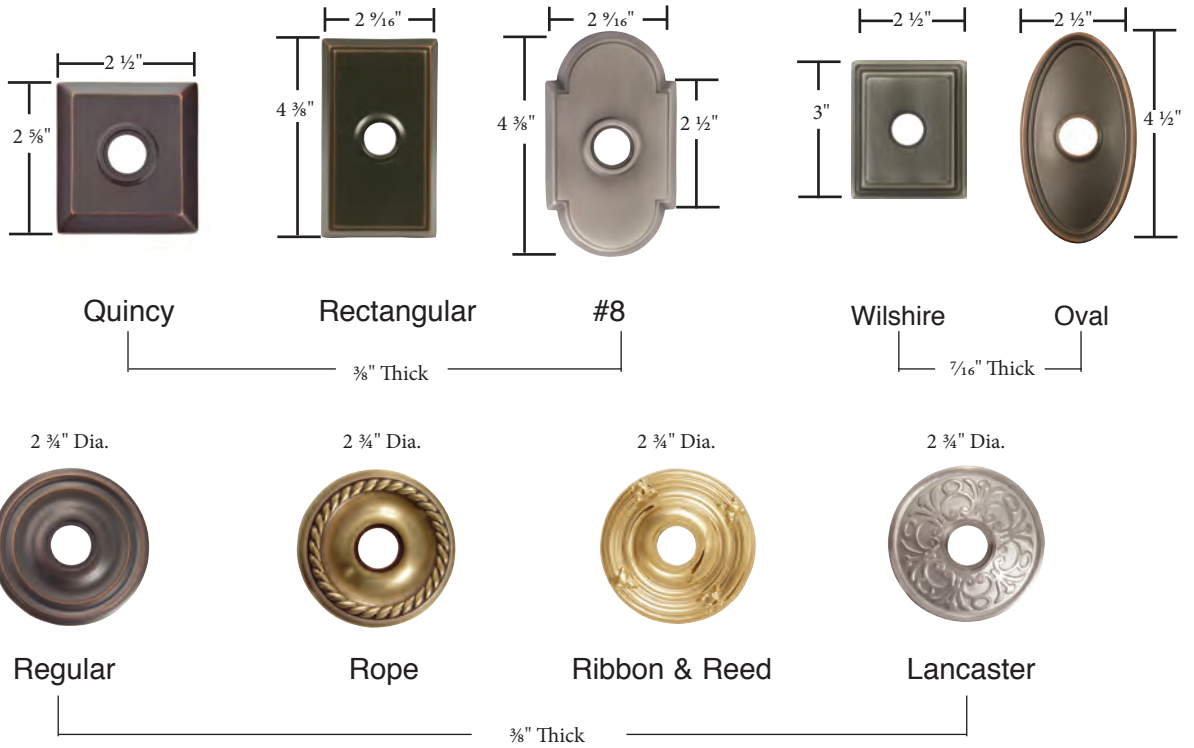 2 9/16"
2 9/16"
2 ½"
2 ½"
2 ½"
2 ⅝"
4 ⅜"
4 ⅜"
2 ½"
3"
4 ½"
Quincy
Rectangular
#8
Wilshire
Oval
⅜" Thick
7/16" Thick
2 ¾" Dia.
2 ¾" Dia.
2 ¾" Dia.
2 ¾" Dia.
Regular
Rope
Ribbon & Reed
Lancaster
⅜" Thick